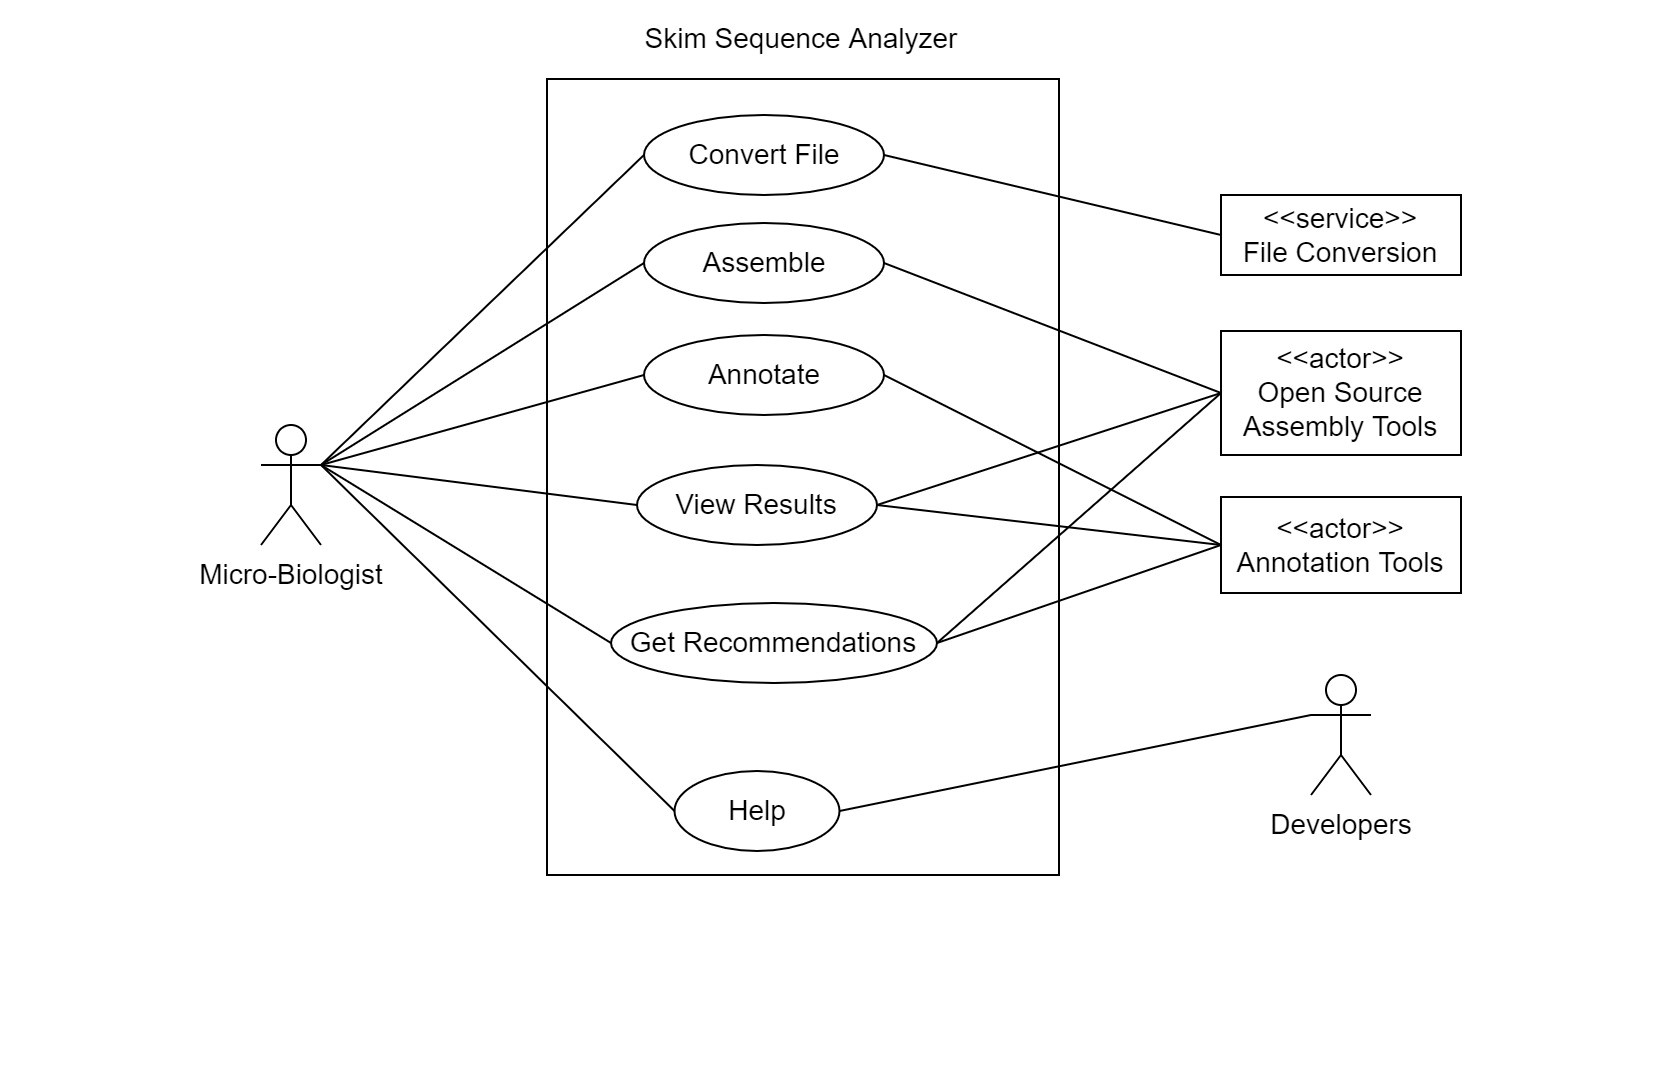 Skim Sequence Analyzer
Convert File
<<service>>
File Conversion
Assemble
<<actor>>
Open Source
Assembly Tools
Annotate
View Results
<<actor>>
Annotation Tools
Micro-Biologist
Get Recommendations
Help
Developers